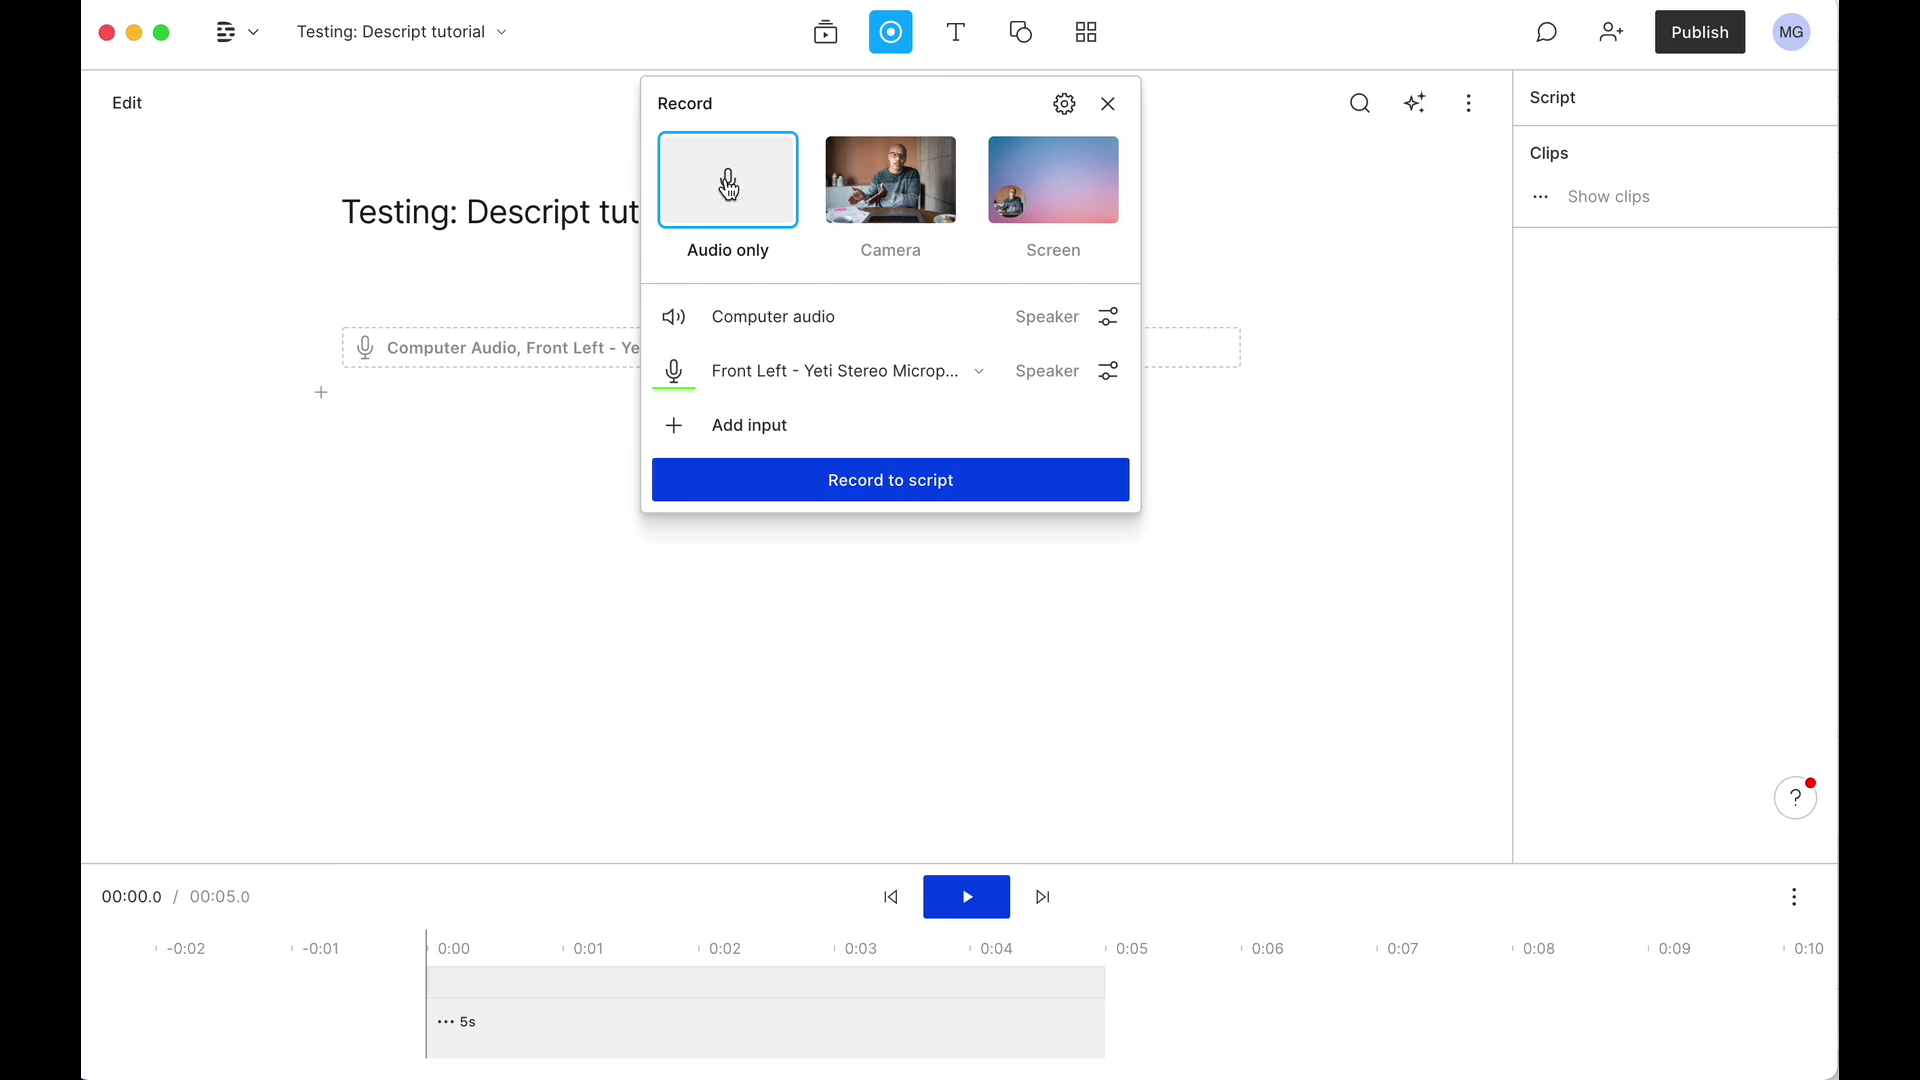 Testing: Descript tutorial
T
Publish
MG
Edit
Record
Script
Clips
Show clips
Testing: Descript tut
Audio only
Camera
Screen
Computer audio
Speaker
Computer Audio, Front Left - Ye
Front Left - Yeti Stereo Microp...
Speaker
+ Add input
Record to script
?
00:00.0 / 00:05.0
-0:02
-0:01
0:00
0:01
0:02
0:03
0:04
0:05
0:06
0:07
0:08
0:09
0:10
··· 5s